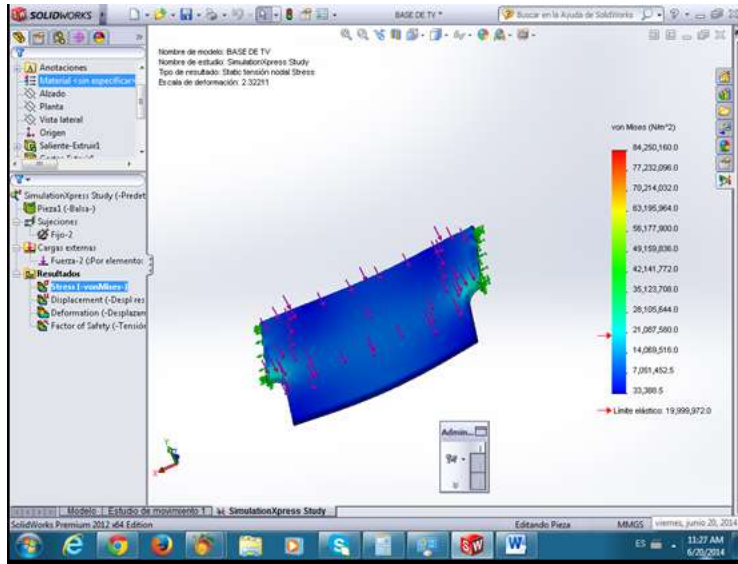 SOLIDWORKS
BASE DE TV *
Buscar en la Ayuda de SolidWorks
Nombre de modelo: BASE DE TV
Nombre de estudio: SimulationXpress Study
Tipo de resultado: Static tensión nodal Stress
Escala de deformación: 2.32211
Anotaciones
Material <sin especificar>
Alzado
Planta
Vista lateral
Origen
Saliente-Extruir1
SimulationXpress Study (-Predet
Pieza1 (-Balsa-)
Sujeciones
Fijo-2
Cargas externas
Fuerza-2 (:Por elemento:
Resultados
Stress (-vonMises-)
Displacement (-Despl res
Deformation (-Desplazam
Factor of Safety (-Tensión
von Mises (N/m^2)
84,250,160.0
77,232,096.0
70,214,032.0
63,195,964.0
56,177,900.0
49,159,836.0
42,141,772.0
35,123,708.0
28,105,644.0
21,087,580.0
14,069,516.0
7,051,452.5
33,388.5
Límite elástico: 19,999,972.0
Admin...
Modelo
Estudio de movimiento 1
SimulationXpress Study
SolidWorks Premium 2012 x64 Edition
Editando Pieza
MMGS
viernes, junio 20, 2014
ES
11:27 AM
6/20/2014